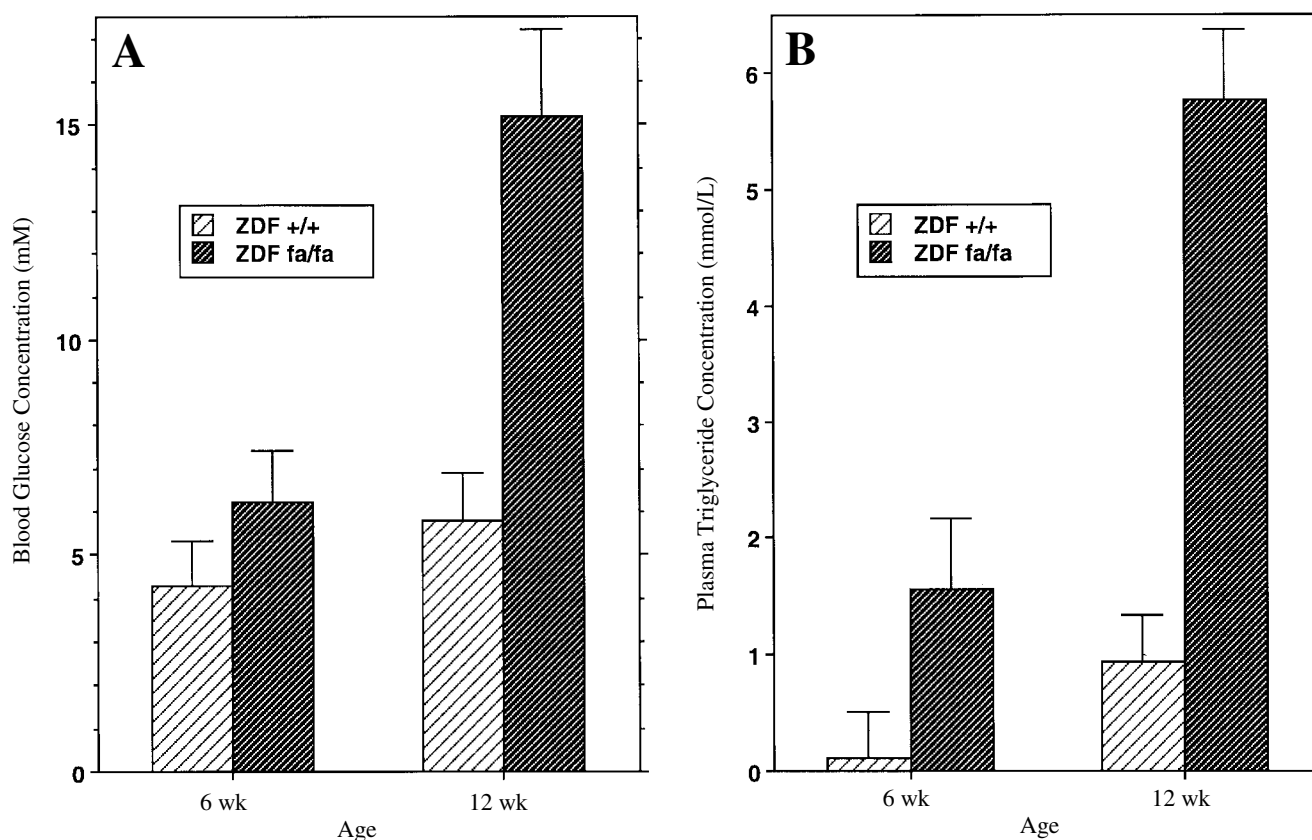 A
Blood Glucose Concentration (mM)
15
10
5
0
ZDF +/+
ZDF fa/fa
6 wk
12 wk
Age
B
Plasma Triglyceride Concentration (mmol/L)
6
5
4
3
2
1
0
ZDF +/+
ZDF fa/fa
6 wk
12 wk
Age